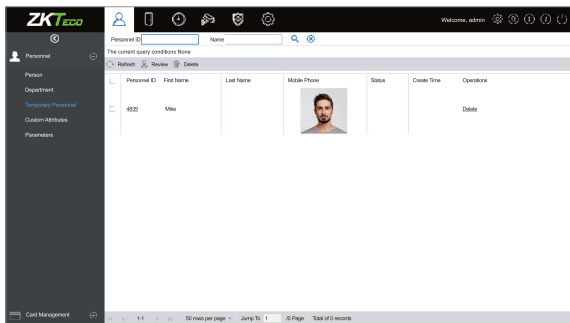 ZKTeco
Welcome, admin
Personnel ID
Name
The current query conditions None
Refresh Review Delete
Personnel
Person
Department
Temporary Personnel
Custom Attributes
Parameters
Personnel ID First Name Last Name Mobile Phone Status Create Time Operations
4835 Mike Delete
Card Management
1-1 50 rows per page Jump To 1 /0 Page Total of 0 records